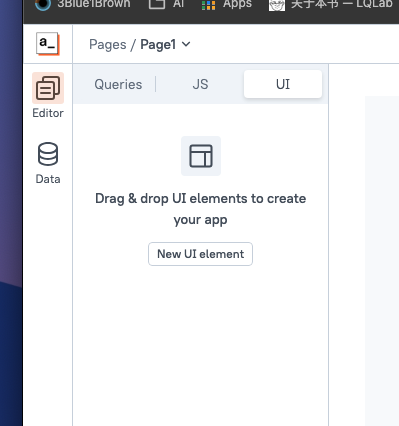 3Blue1Brown AI Apps 关于本书 — LQLab
a_ Pages / Page1
Editor
Data
Queries JS UI
Drag & drop UI elements to create
your app
New UI element